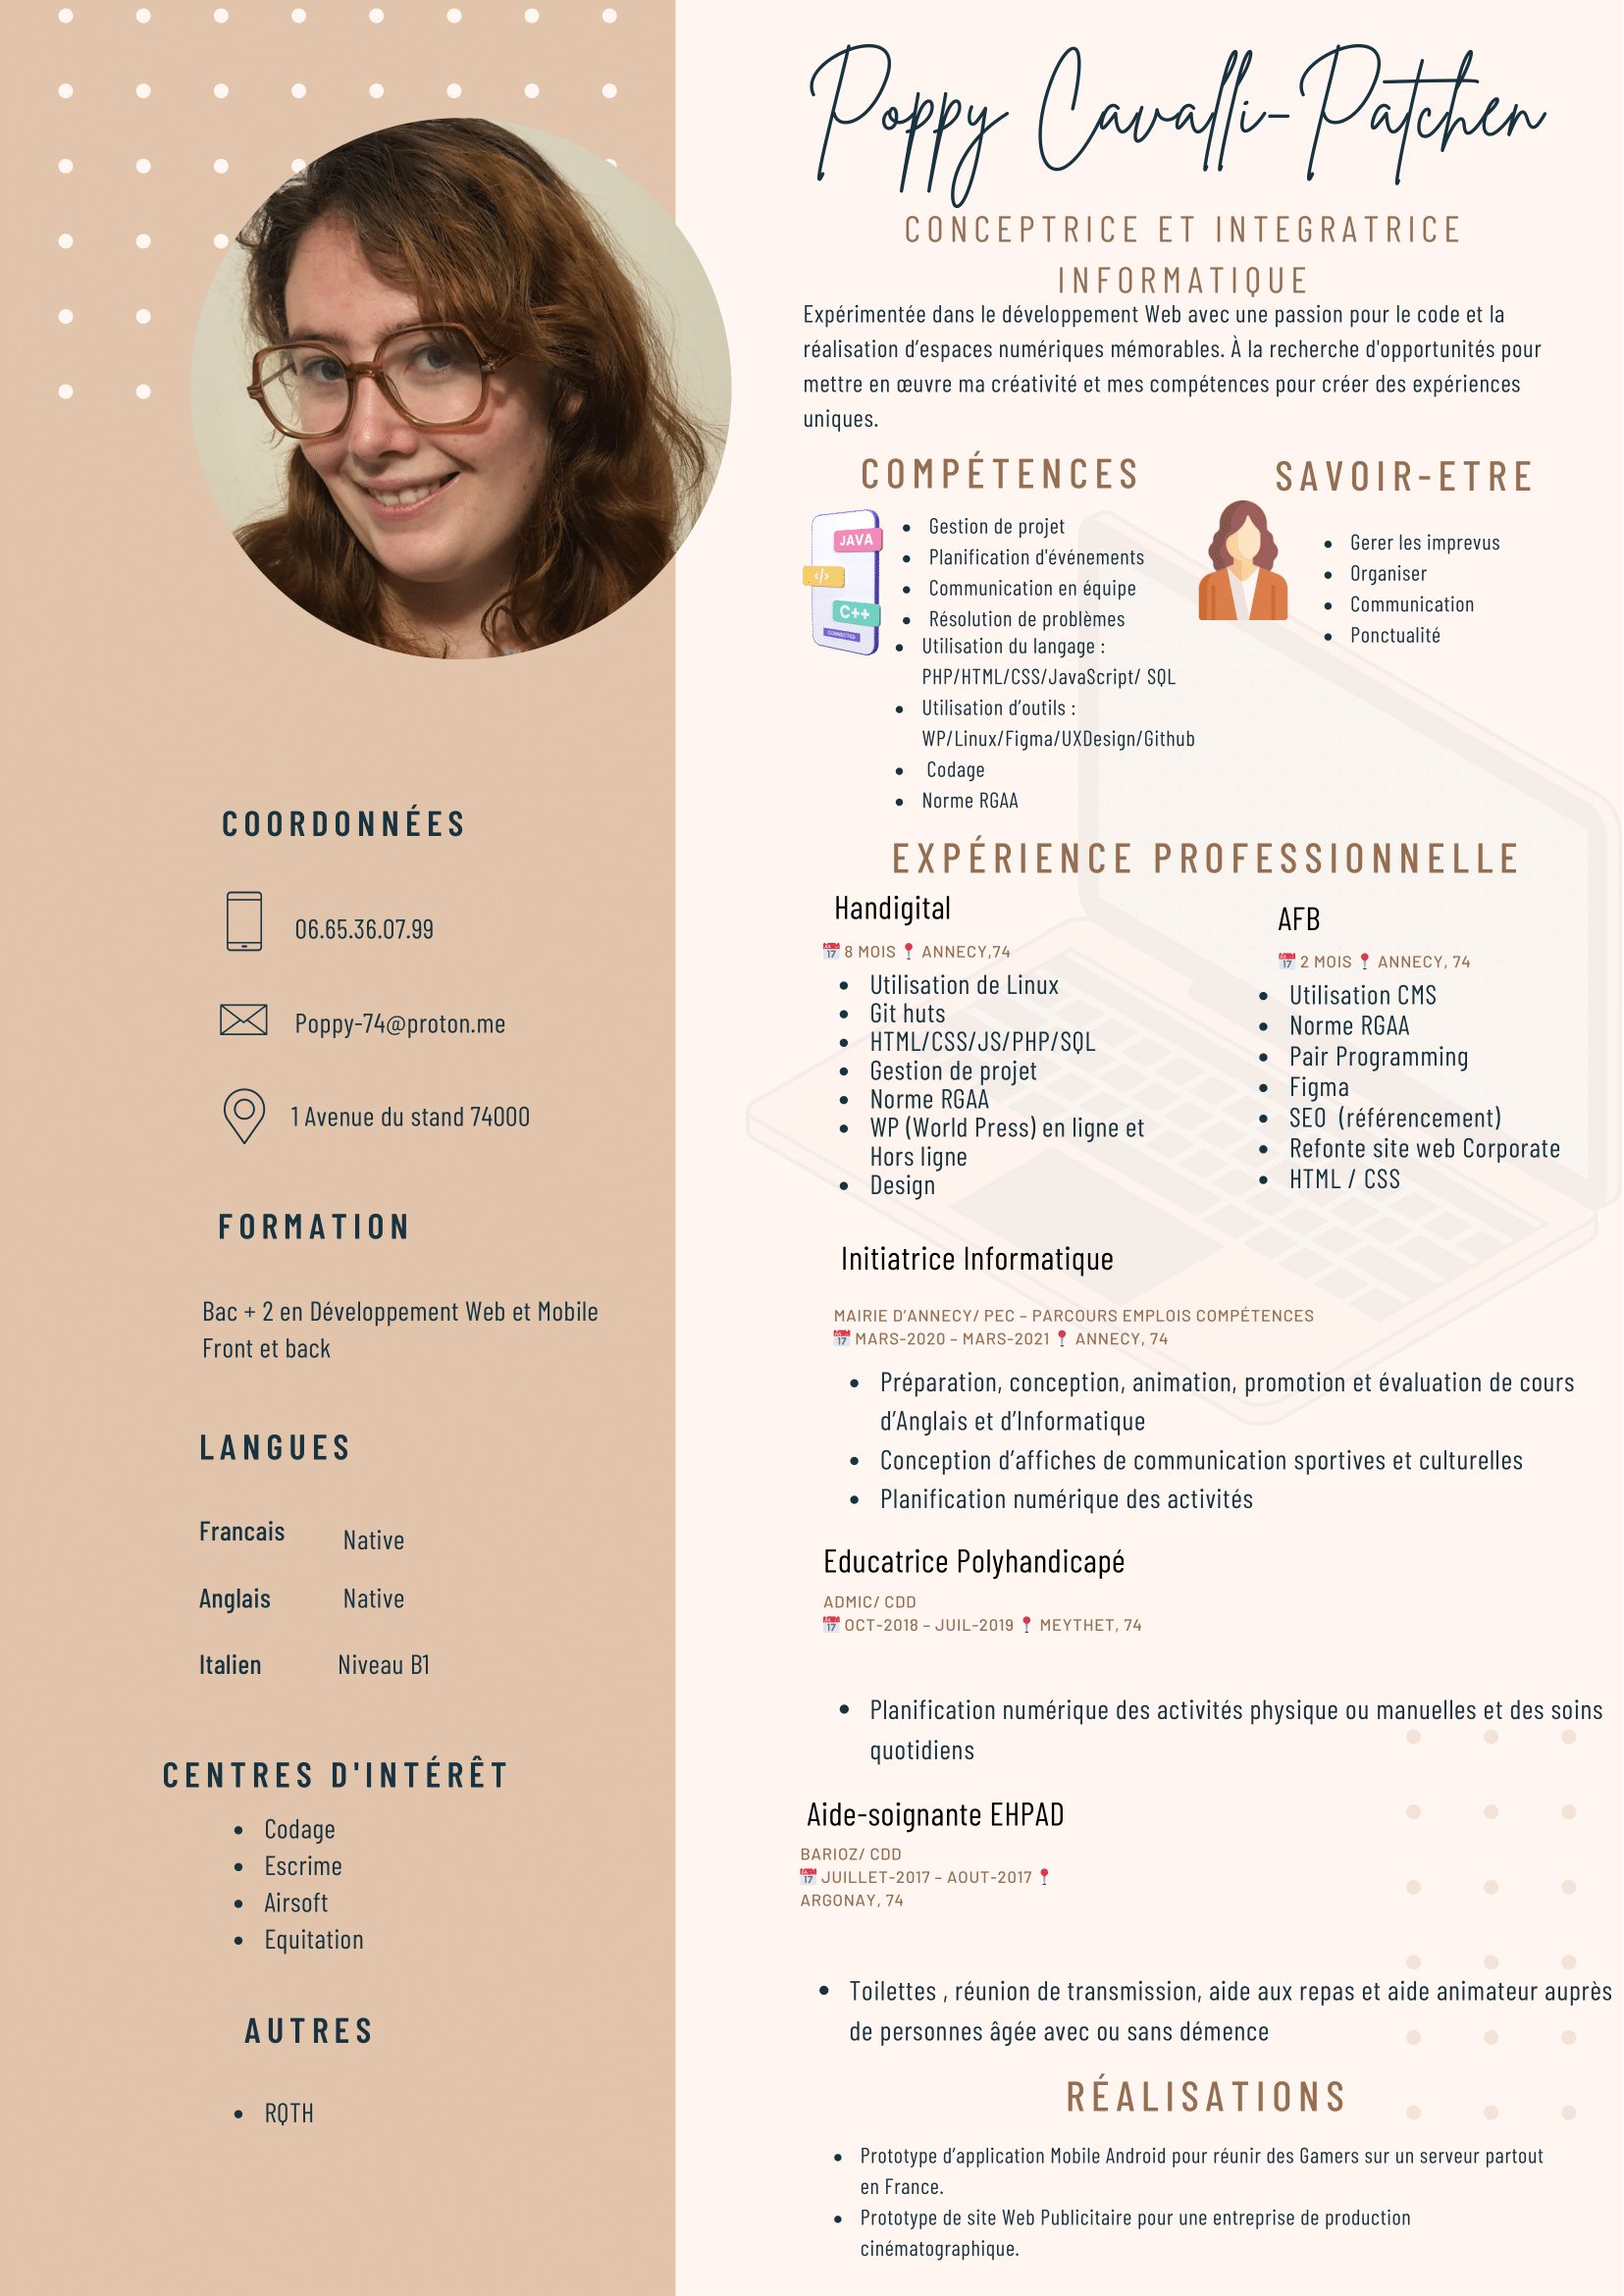 Poppy Cavalli-Patchen
CONCEPTRICE ET INTEGRATRICE
INFORMATIQUE
Expérimentée dans le développement Web avec une passion pour le code et la
réalisation d’espaces numériques mémorables. À la recherche d'opportunités pour
mettre en œuvre ma créativité et mes compétences pour créer des expériences
uniques.
COMPÉTENCES
JAVA
</>
C++
CONNECTED
• Gestion de projet
• Planification d'événements
• Communication en équipe
• Résolution de problèmes
• Utilisation du langage :
PHP/HTML/CSS/JavaScript/ SQL
• Utilisation d’outils :
WP/Linux/Figma/UXDesign/Github
• Codage
• Norme RGAA
SAVOIR-ETRE
• Gerer les imprevus
• Organiser
• Communication
• Ponctualité
COORDONNÉES
06.65.36.07.99
Poppy-74@proton.me
1 Avenue du stand 74000
FORMATION
Bac + 2 en Développement Web et Mobile
Front et back
LANGUES
Francais Native
Anglais Native
Italien Niveau B1
CENTRES D'INTÉRÊT
• Codage
• Escrime
• Airsoft
• Equitation
AUTRES
• RQTH
EXPÉRIENCE PROFESSIONNELLE
Handigital
📅 8 MOIS 📍 ANNECY,74
• Utilisation de Linux
• Git huts
• HTML/CSS/JS/PHP/SQL
• Gestion de projet
• Norme RGAA
• WP (World Press) en ligne et
Hors ligne
• Design
AFB
📅 2 MOIS 📍 ANNECY, 74
• Utilisation CMS
• Norme RGAA
• Pair Programming
• Figma
• SEO (référencement)
• Refonte site web Corporate
• HTML / CSS
Initiatrice Informatique
MAIRIE D’ANNECY/ PEC – PARCOURS EMPLOIS COMPÉTENCES
📅 MARS-2020 – MARS-2021 📍 ANNECY, 74
• Préparation, conception, animation, promotion et évaluation de cours
d’Anglais et d’Informatique
• Conception d’affiches de communication sportives et culturelles
• Planification numérique des activités
Educatrice Polyhandicapé
ADMIC/ CDD
📅 OCT-2018 – JUIL-2019 📍 MEYTHET, 74
• Planification numérique des activités physique ou manuelles et des soins
quotidiens
Aide-soignante EHPAD
BARIOZ/ CDD
📅 JUILLET-2017 – AOUT-2017 📍
ARGONAY, 74
• Toilettes , réunion de transmission, aide aux repas et aide animateur auprès
de personnes âgée avec ou sans démence
RÉALISATIONS
• Prototype d’application Mobile Android pour réunir des Gamers sur un serveur partout
en France.
• Prototype de site Web Publicitaire pour une entreprise de production
cinématographique.